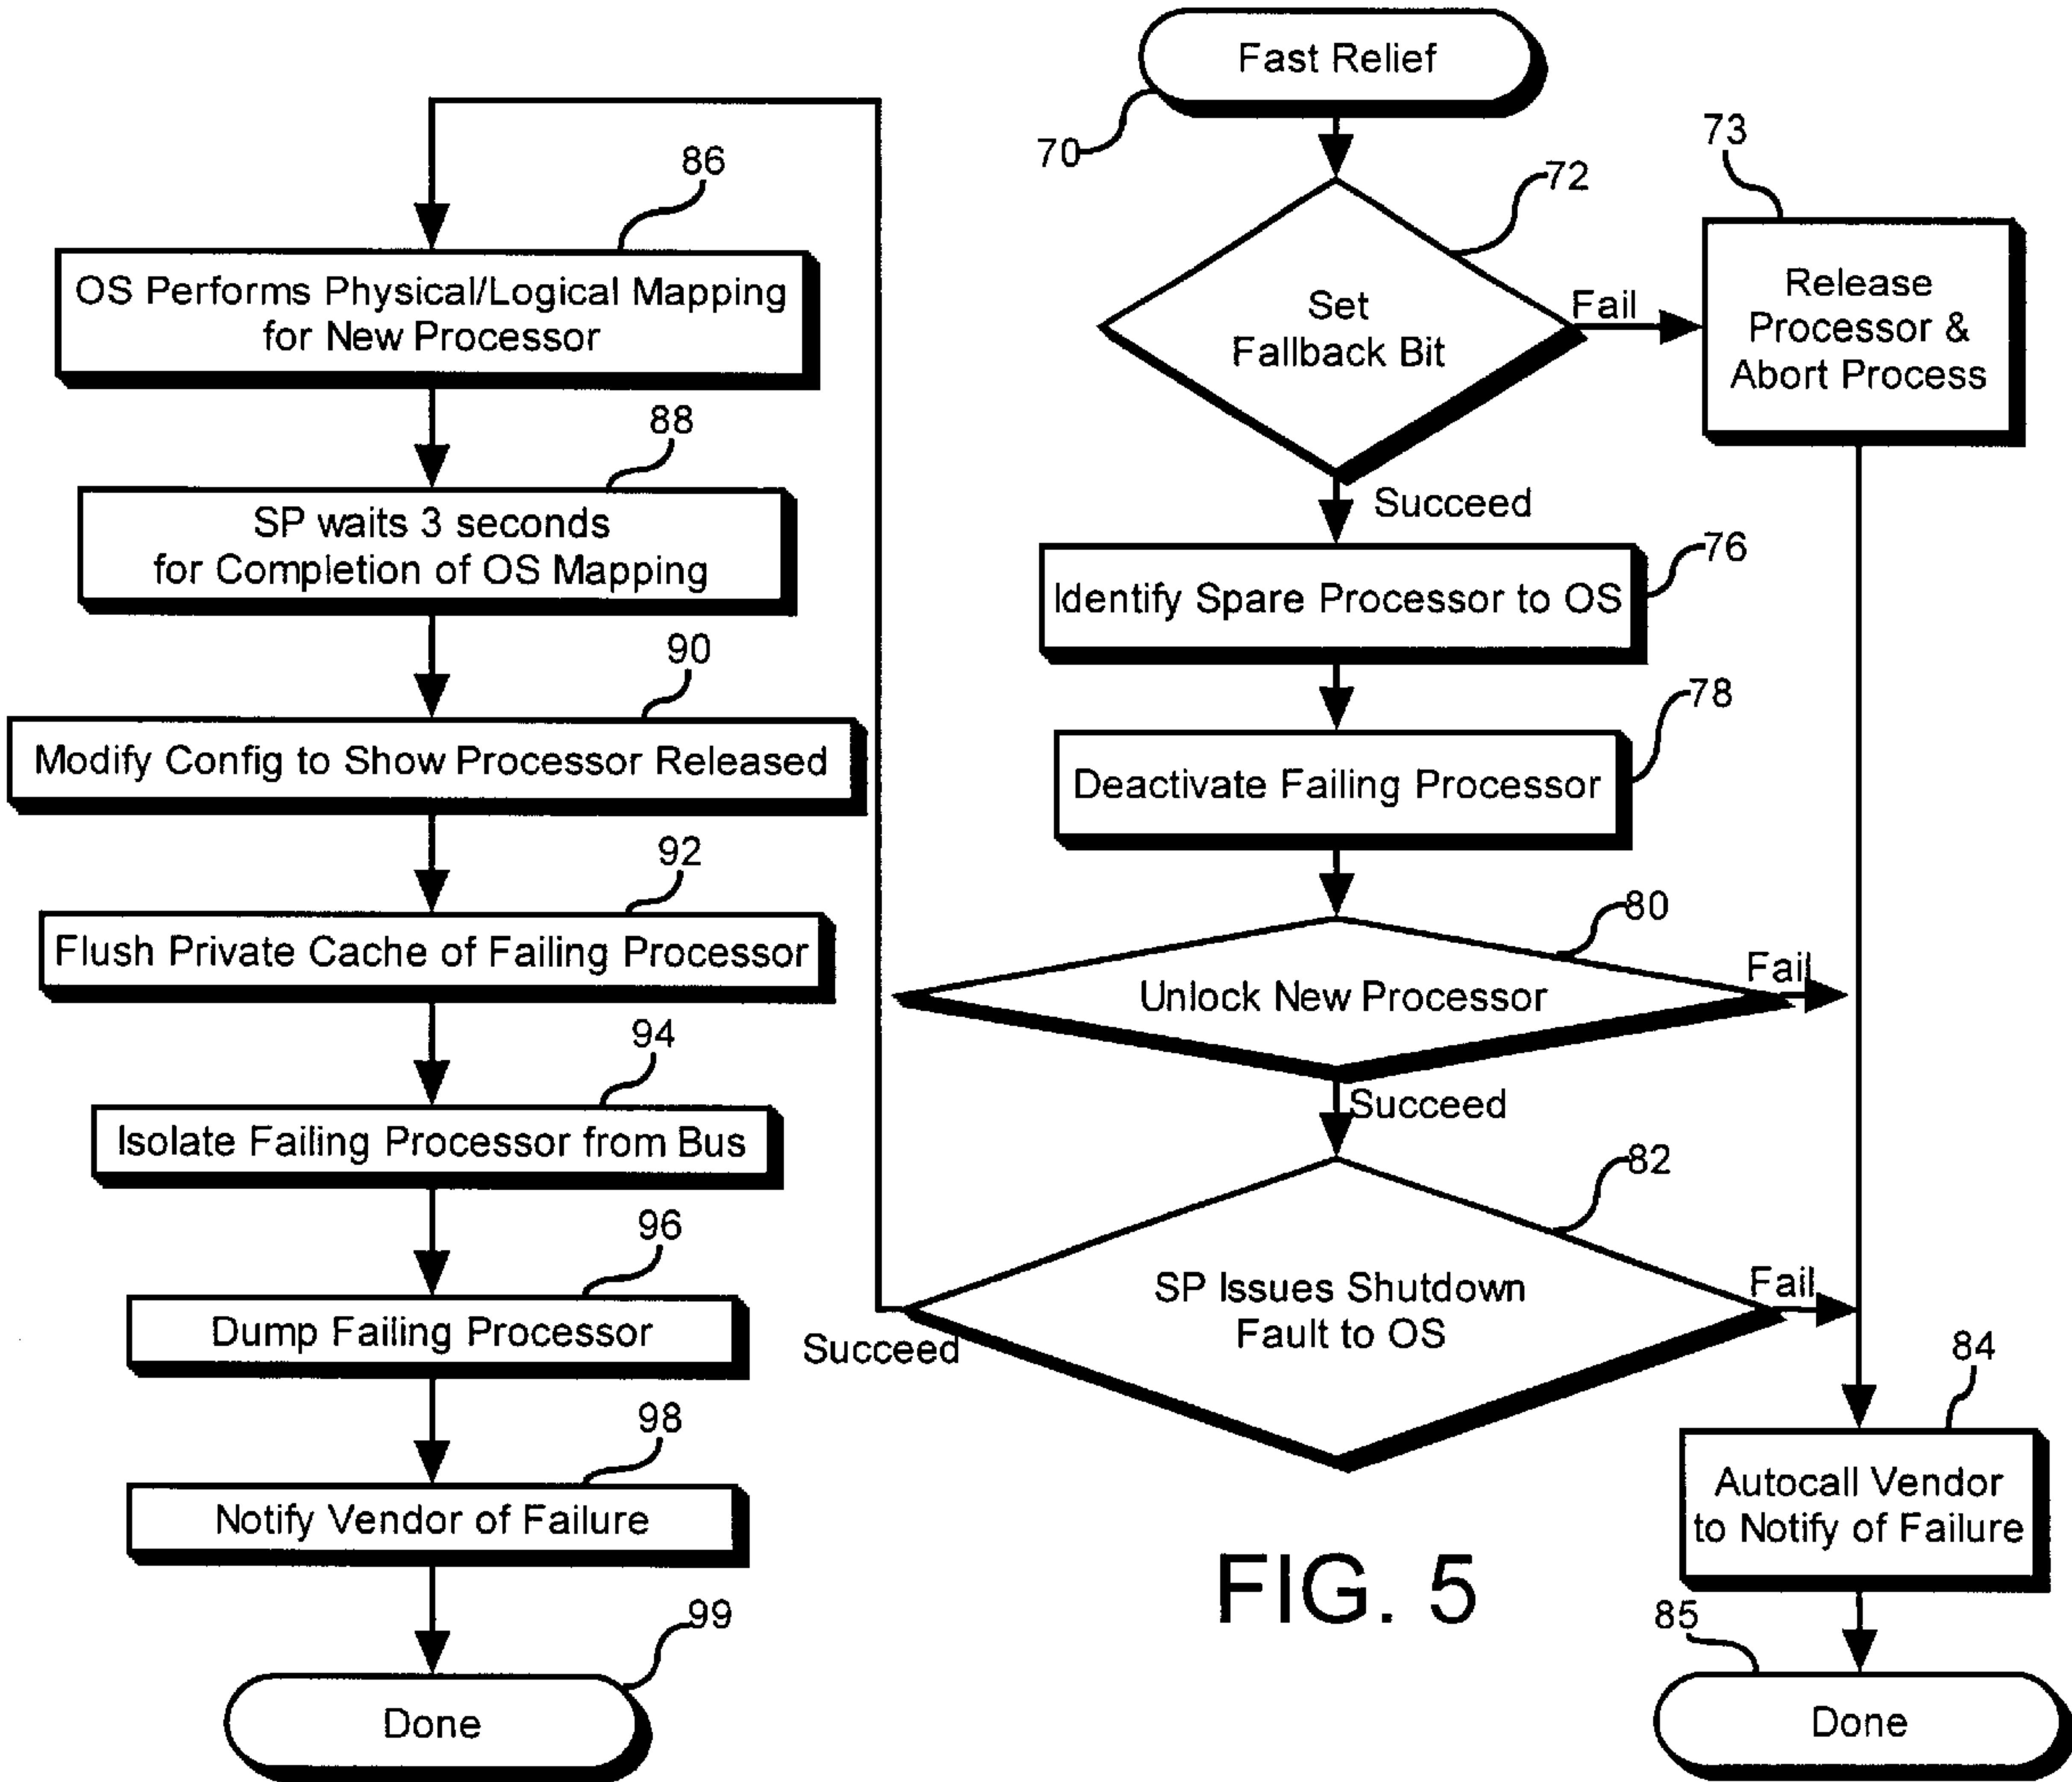 Fast Relief
70
72
Set
Fallback Bit
Fail
73
Release
Processor &
Abort Process
Succeed
76
Identify Spare Processor to OS
78
Deactivate Failing Processor
80
Unlock New Processor
Fail
Succeed
82
SP Issues Shutdown
Fault to OS
Fail
Succeed
84
Autocall Vendor
to Notify of Failure
85
Done
86
OS Performs Physical/Logical Mapping
for New Processor
88
SP waits 3 seconds
for Completion of OS Mapping
90
Modify Config to Show Processor Released
92
Flush Private Cache of Failing Processor
94
Isolate Failing Processor from Bus
96
Dump Failing Processor
98
Notify Vendor of Failure
99
Done
FIG. 5